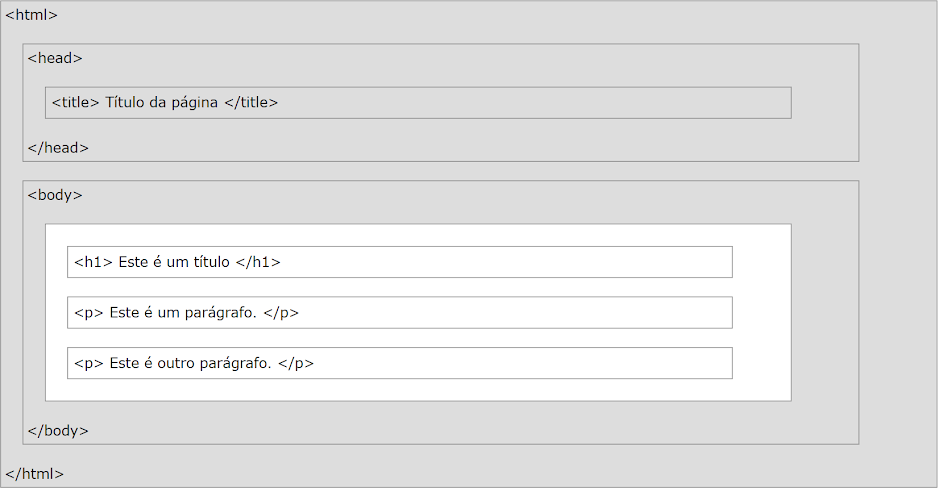 <html>
<head>
<title> Título da página </title>
</head>
<body>
<h1> Este é um título </h1>
<p> Este é um parágrafo. </p>
<p> Este é outro parágrafo. </p>
</body>
</html>